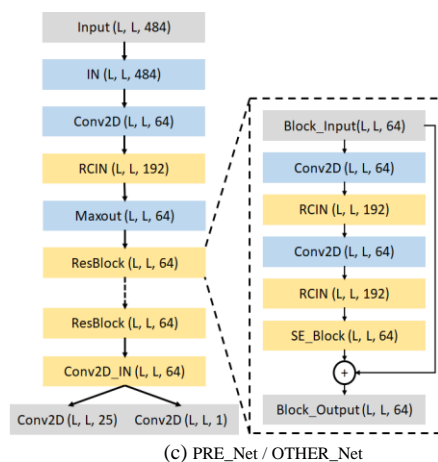 Input (L, L, 484)
IN (L, L, 484)
Conv2D (L, L, 64)
RCIN (L, L, 192)
Maxout (L, L, 64)
ResBlock (L, L, 64)
ResBlock (L, L, 64)
Conv2D_IN (L, L, 64)
Conv2D (L, L, 25)
Conv2D (L, L, 1)
Block_Input(L, L, 64)
Conv2D (L, L, 64)
RCIN (L, L, 192)
Conv2D (L, L, 64)
RCIN (L, L, 192)
SE_Block (L, L, 64)
+
Block_Output (L, L, 64)
(c) PRE_Net / OTHER_Net